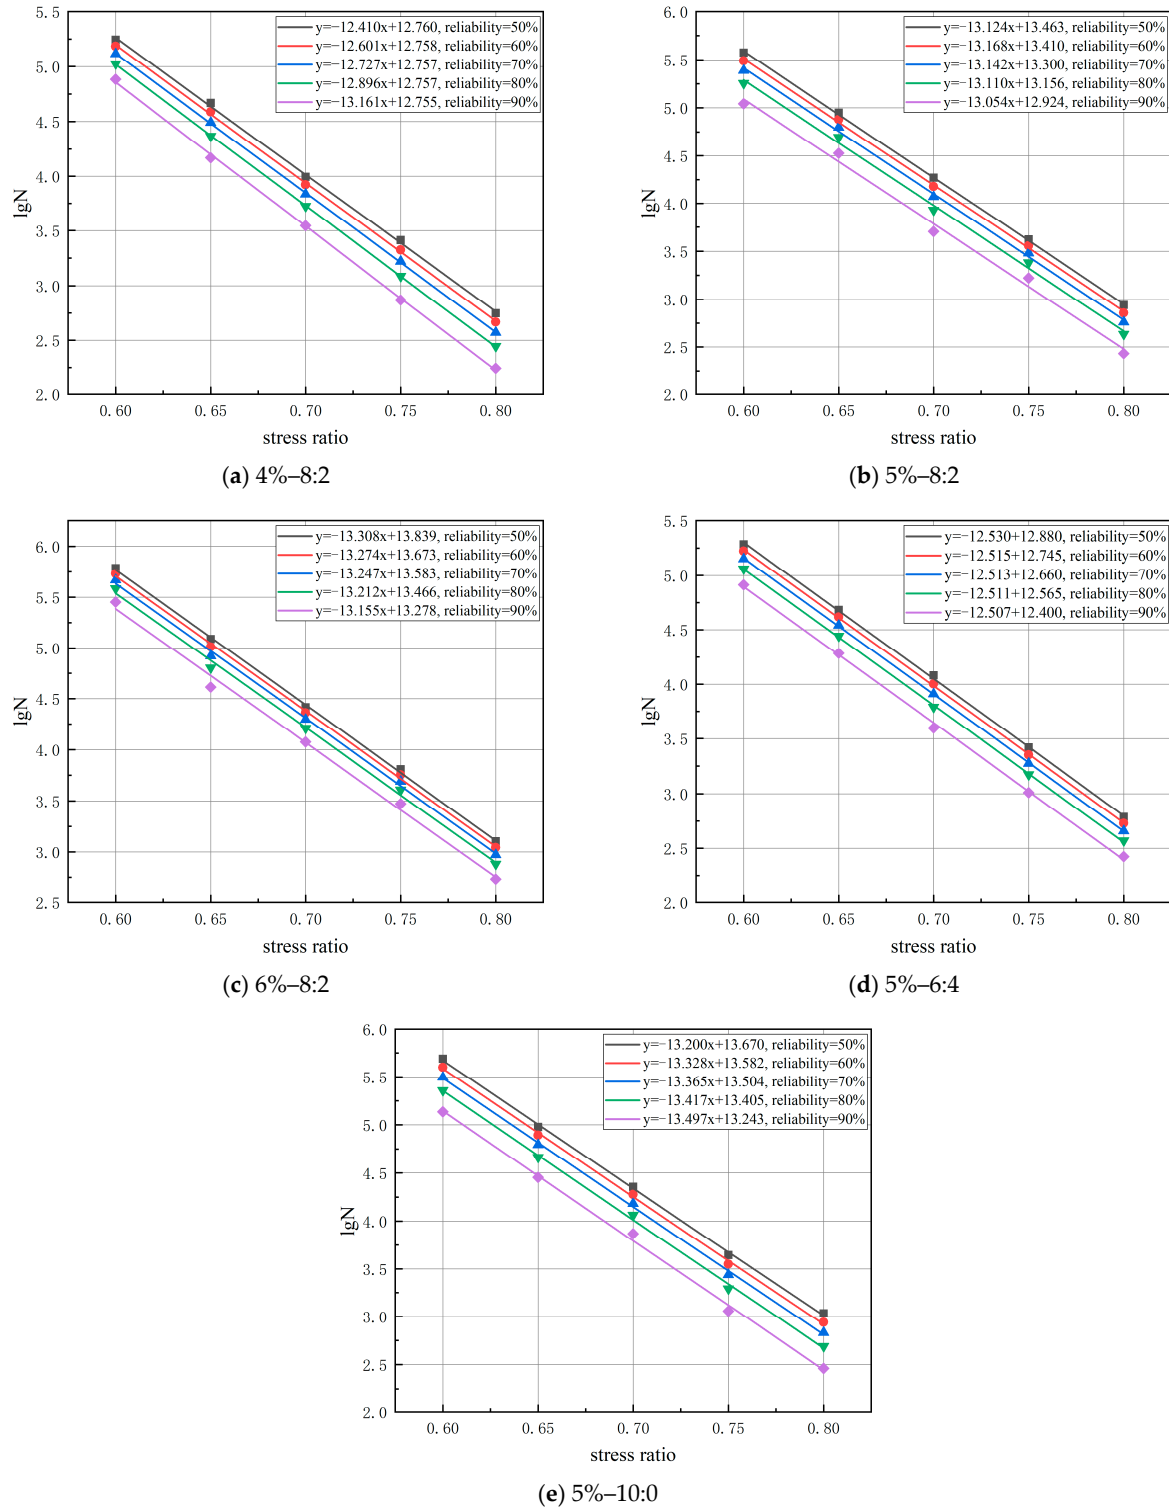 y=−12.410x+12.760, reliability=50%
y=−12.601x+12.758, reliability=60%
y=−12.727x+12.757, reliability=70%
y=−12.896x+12.757, reliability=80%
y=−13.161x+12.755, reliability=90%
5.5
5.0
4.5
4.0
3.5
3.0
2.5
2.0
lgN
0.60 0.65 0.70 0.75 0.80
stress ratio
(a) 4%–8:2
y=−13.124x+13.463, reliability=50%
y=−13.168x+13.410, reliability=60%
y=−13.142x+13.300, reliability=70%
y=−13.110x+13.156, reliability=80%
y=−13.054x+12.924, reliability=90%
6.0
5.5
5.0
4.5
4.0
3.5
3.0
2.5
2.0
lgN
0.60 0.65 0.70 0.75 0.80
stress ratio
(b) 5%–8:2
y=−13.308x+13.839, reliability=50%
y=−13.274x+13.673, reliability=60%
y=−13.247x+13.583, reliability=70%
y=−13.212x+13.466, reliability=80%
y=−13.155x+13.278, reliability=90%
6.0
5.5
5.0
4.5
4.0
3.5
3.0
2.5
lgN
0.60 0.65 0.70 0.75 0.80
stress ratio
(c) 6%–8:2
y=−12.530+12.880, reliability=50%
y=−12.515+12.745, reliability=60%
y=−12.513+12.660, reliability=70%
y=−12.511+12.565, reliability=80%
y=−12.507+12.400, reliability=90%
5.5
5.0
4.5
4.0
3.5
3.0
2.5
2.0
lgN
0.60 0.65 0.70 0.75 0.80
stress ratio
(d) 5%–6:4
y=−13.200x+13.670, reliability=50%
y=−13.328x+13.582, reliability=60%
y=−13.365x+13.504, reliability=70%
y=−13.417x+13.405, reliability=80%
y=−13.497x+13.243, reliability=90%
6.0
5.5
5.0
4.5
4.0
3.5
3.0
2.5
2.0
lgN
0.60 0.65 0.70 0.75 0.80
stress ratio
(e) 5%–10:0